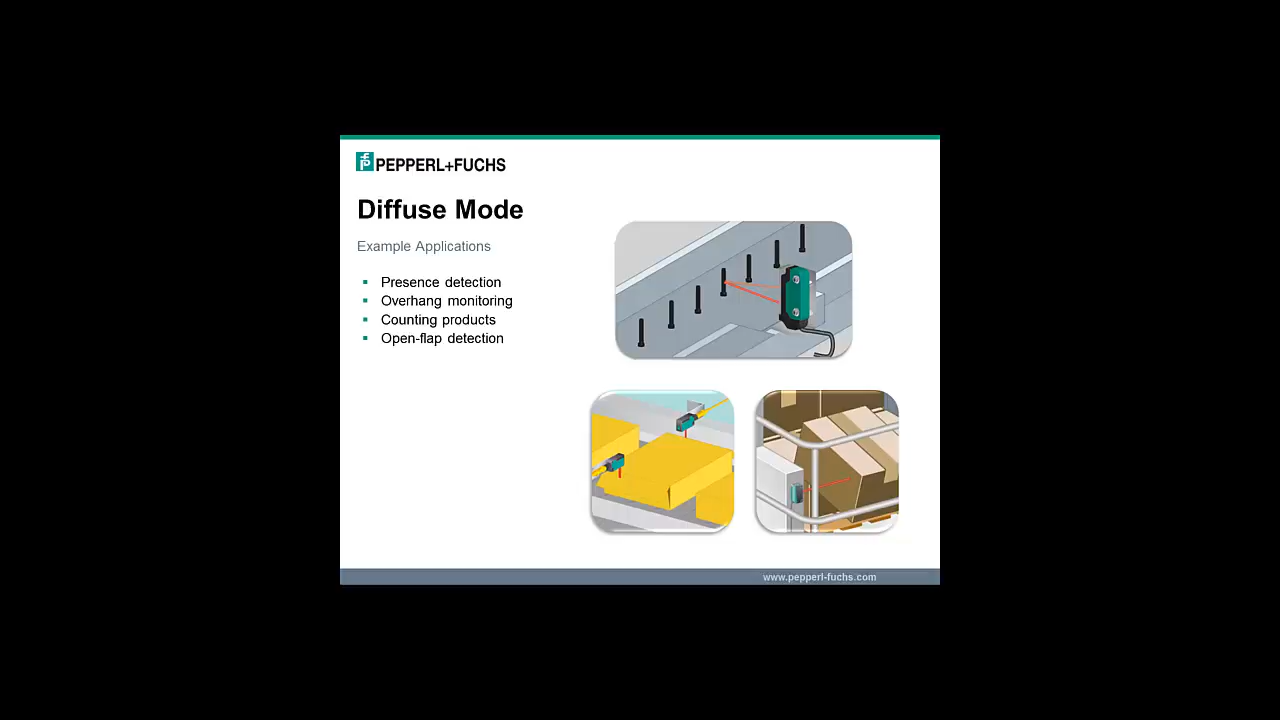 PEPPERL+FUCHS
Diffuse Mode
Example Applications
▪ Presence detection
▪ Overhang monitoring
▪ Counting products
▪ Open-flap detection
www.pepperl-fuchs.com